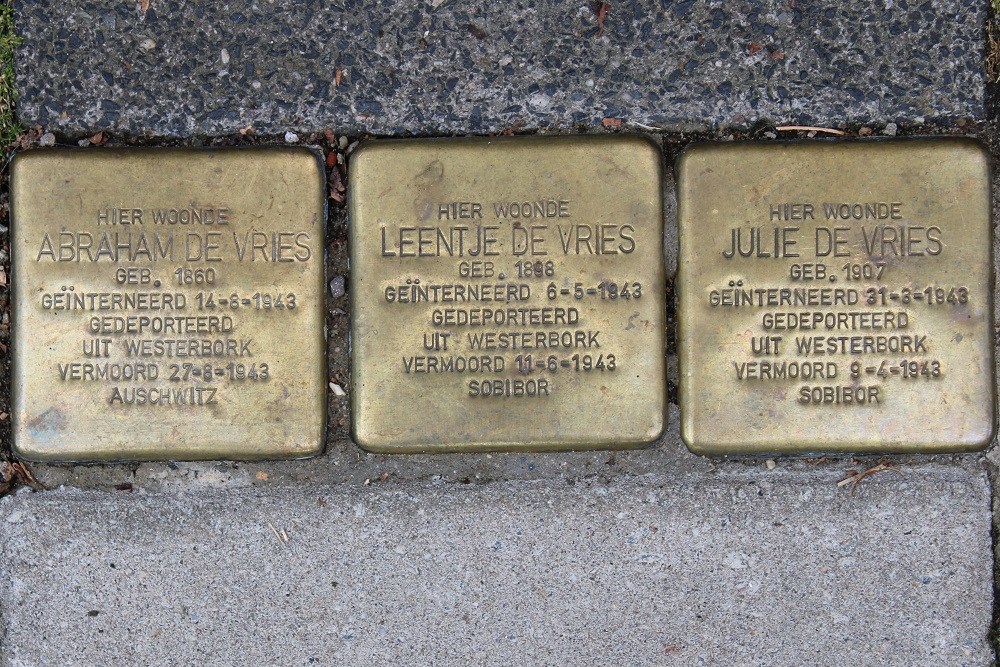 HIER WOONDE
ABRAHAM DE VRIES
GEB. 1860
GEÏNTERNEERD 14-8-1943
GEDEPORTEERD
UIT WESTERBORK
VERMOORD 27-8-1943
AUSCHWITZ
HIER WOONDE
LEENTJE DE VRIES
GEB. 1898
GEÏNTERNEERD 6-5-1943
GEDEPORTEERD
UIT WESTERBORK
VERMOORD 11-6-1943
SOBIBOR
HIER WOONDE
JULIE DE VRIES
GEB. 1907
GEÏNTERNEERD 31-3-1943
GEDEPORTEERD
UIT WESTERBORK
VERMOORD 9-4-1943
SOBIBOR